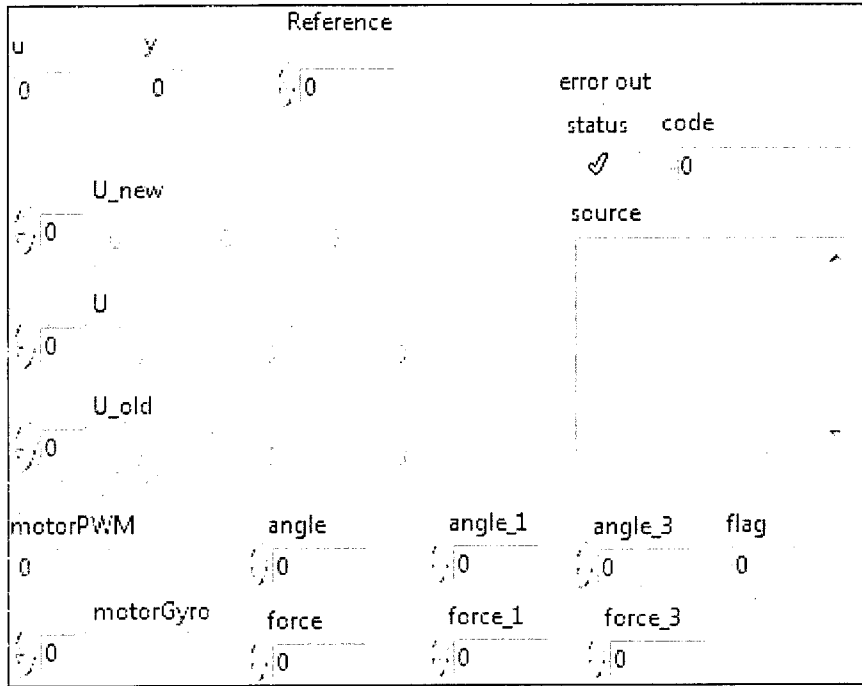 Reference
u y
0 0 0
error out
status code
0
U_new
0
source
U
0
U_old
0
motorPWM angle angle_1 angle_3 flag
0 0 0 0 0
motorGyro force force_1 force_3
0 0 0 0